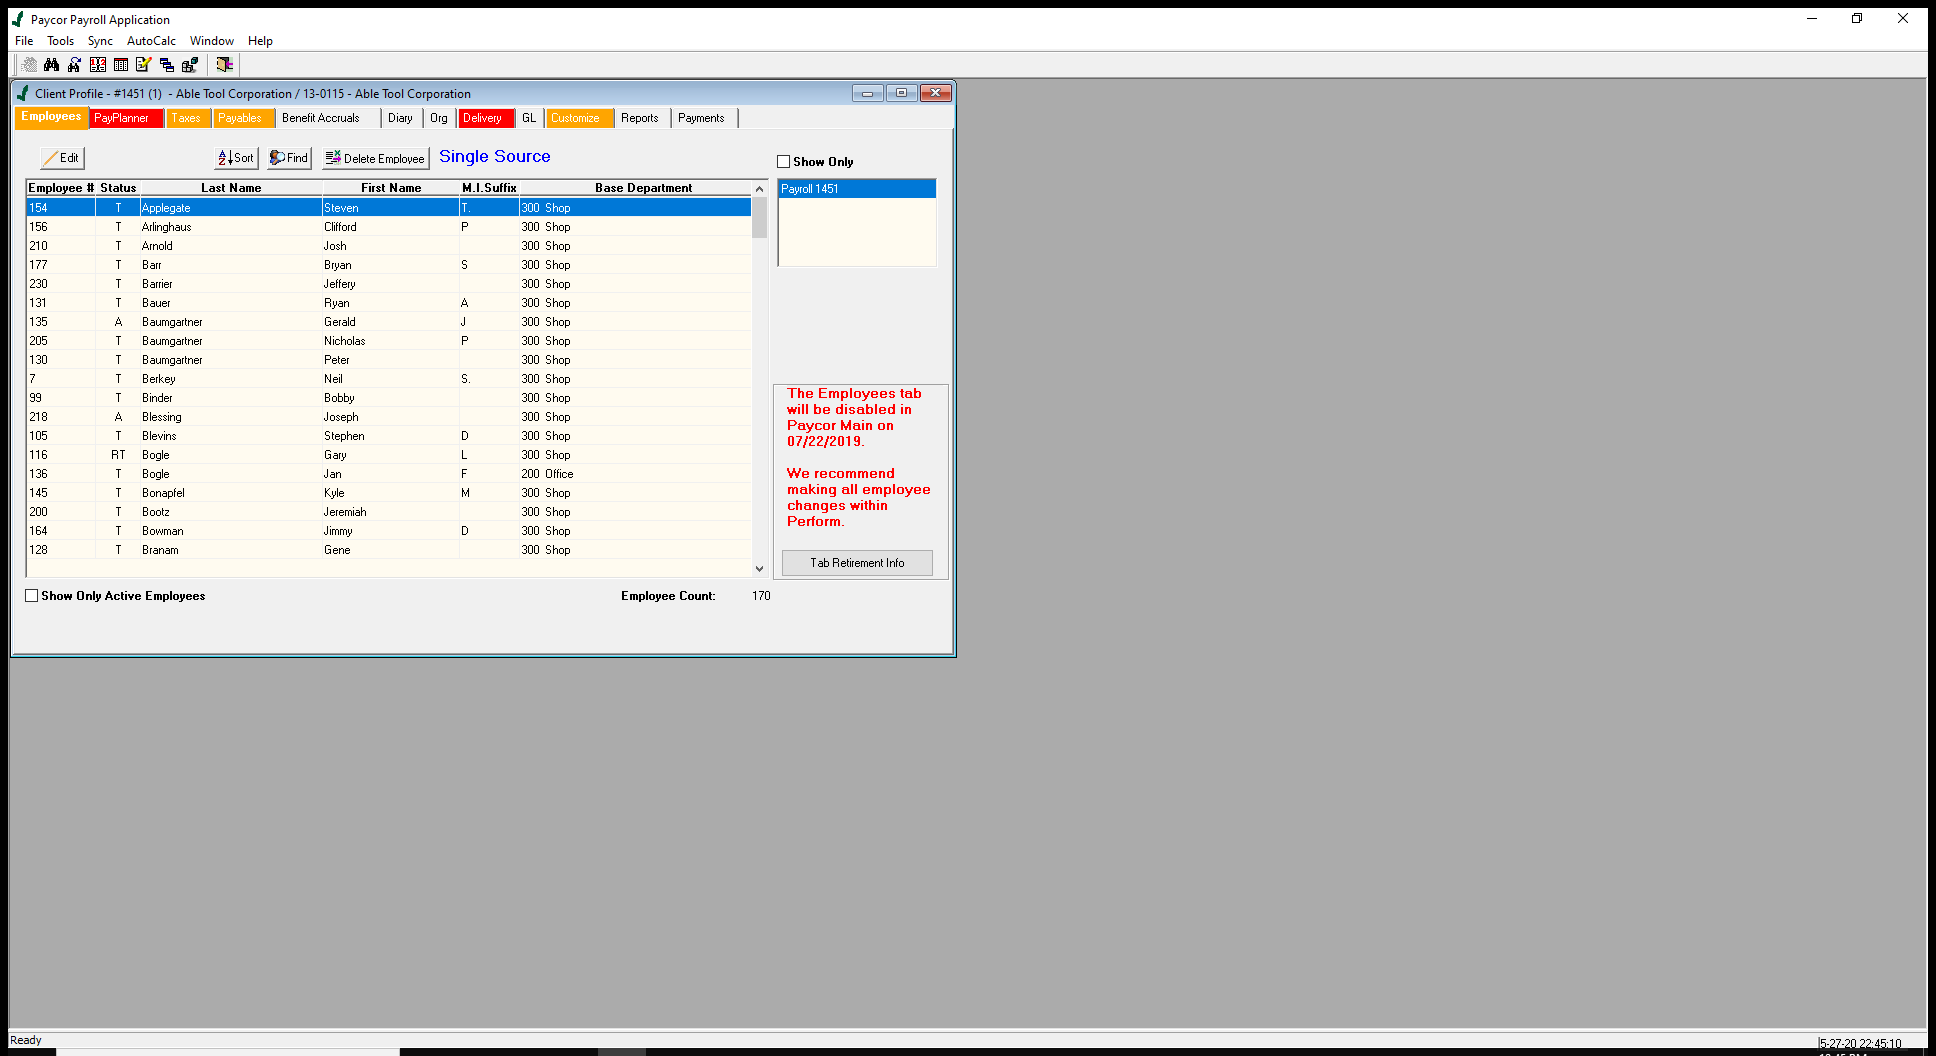 Paycor Payroll Application
File Tools Sync AutoCalc Window Help
Client Profile - #1451 (1) - Able Tool Corporation / 13-0115 - Able Tool Corporation
Employees PayPlanner Taxes Payables Benefit Accruals Diary Org Delivery GL Customize Reports Payments
Edit Sort Find Delete Employee Single Source
Show Only
Employee # Status Last Name First Name M.I. Suffix Base Department
Payroll 1451
154 T Applegate Steven T. 300 Shop
156 T Arlinghaus Clifford P 300 Shop
210 T Arnold Josh 300 Shop
177 T Barr Bryan S 300 Shop
230 T Barrier Jeffery 300 Shop
131 T Bauer Ryan A 300 Shop
135 A Baumgartner Gerald J 300 Shop
205 T Baumgartner Nicholas P 300 Shop
130 T Baumgartner Peter 300 Shop
7 T Berkey Neil S. 300 Shop
99 T Binder Bobby 300 Shop
218 A Blessing Joseph 300 Shop
105 T Blevins Stephen D 300 Shop
116 RT Bogle Gary L 300 Shop
136 T Bogle Jan F 200 Office
145 T Bonapfel Kyle M 300 Shop
200 T Bootz Jeremiah 300 Shop
164 T Bowman Jimmy D 300 Shop
128 T Branam Gene 300 Shop
The Employees tab
will be disabled in
Paycor Main on
07/22/2019.
We recommend
making all employee
changes within
Perform.
Tab Retirement Info
Show Only Active Employees
Employee Count: 170
Ready
5-27-20 22:45:10